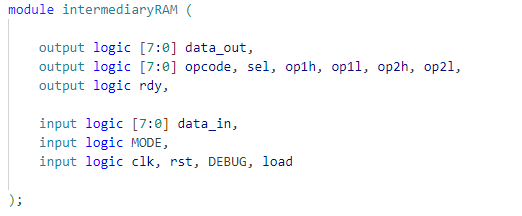 module intermediaryRAM (
output logic [7:0] data_out,
output logic [7:0] opcode, sel, op1h, op1l, op2h, op2l,
output logic rdy,
input logic [7:0] data_in,
input logic MODE,
input logic clk, rst, DEBUG, load
);